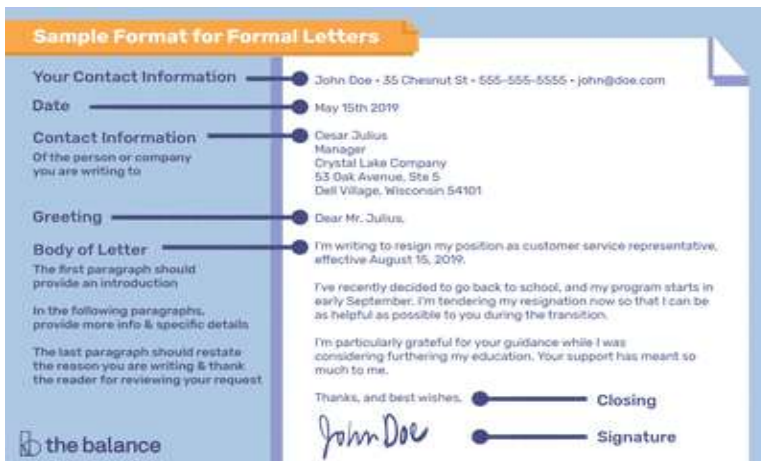 Sample Format for Formal Letters
Your Contact Information
John Doe • 35 Chesnut St • 555-555-5555 • john@doe.com
Date
May 15th 2019
Contact Information
Of the person or company
you are writing to
Cesar Julius
Manager
Crystal Lake Company
53 Oak Avenue, Ste 5
Dell Village, Wisconsin 54101
Greeting
Dear Mr. Julius,
Body of Letter
The first paragraph should
provide an introduction
In the following paragraphs,
provide more info & specific details
The last paragraph should restate
the reason you are writing & thank
the reader for reviewing your request
I'm writing to resign my position as customer service representative,
effective August 15, 2019.
I've recently decided to go back to school, and my program starts in
early September. I'm tendering my resignation now so that I can be
as helpful as possible to you during the transition.
I'm particularly grateful for your guidance while I was
considering furthering my education. Your support has meant so
much to me.
Thanks, and best wishes,
Closing
John Doe
Signature
the balance